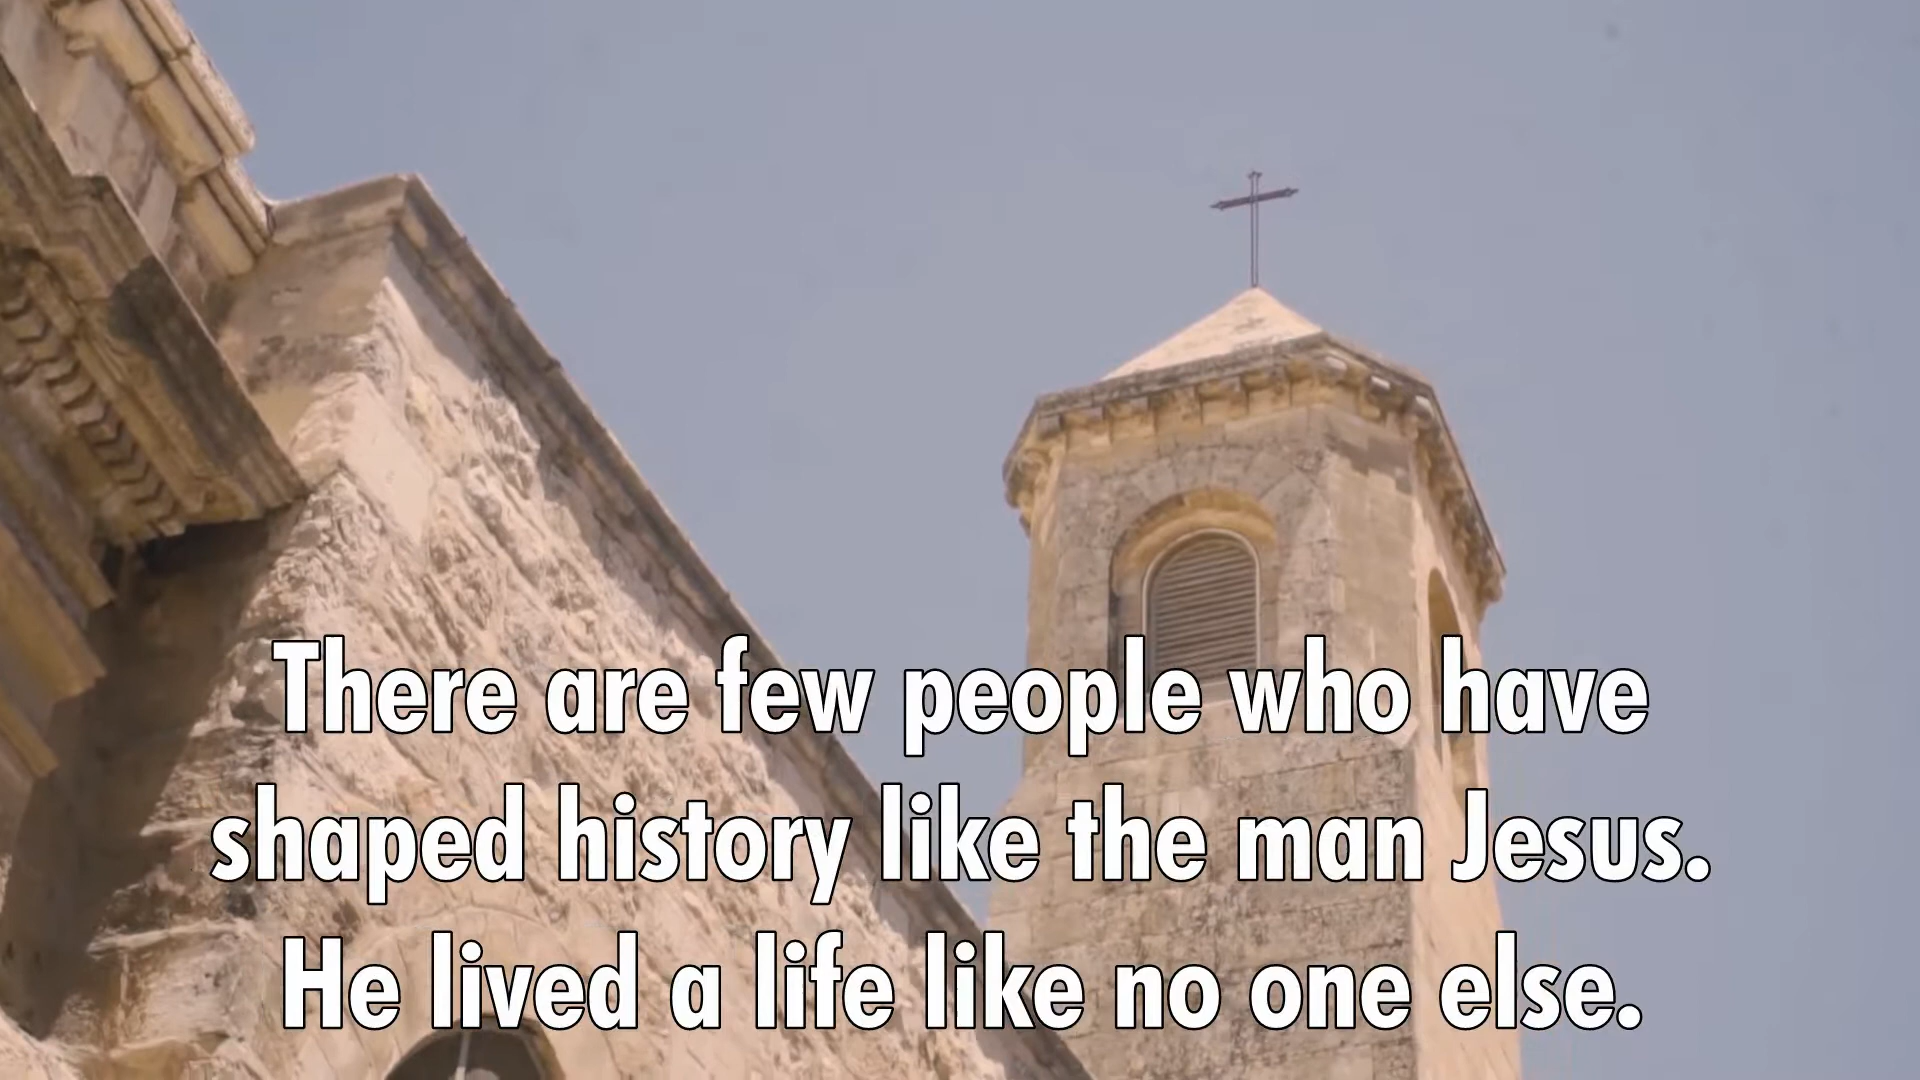 There are few people who have
shaped history like the man Jesus.
He lived a life like no one else.